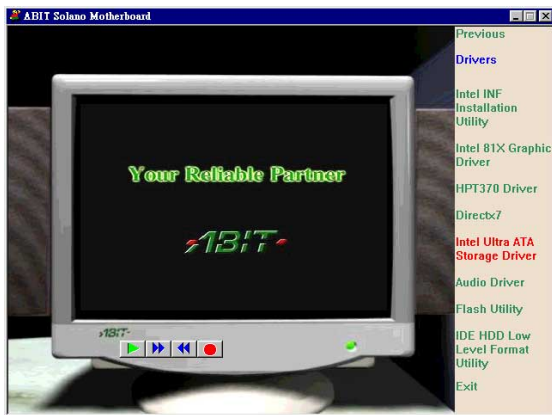 ABIT Solano Motherboard
Previous
Drivers
Intel INF
Installation
Utility
Intel 81X Graphic
Driver
HPT370 Driver
Directx7
Intel Ultra ATA
Storage Driver
Audio Driver
Flash Utility
IDE HDD Low
Level Format
Utility
Exit
Your Reliable Partner
ABIT
ABIT